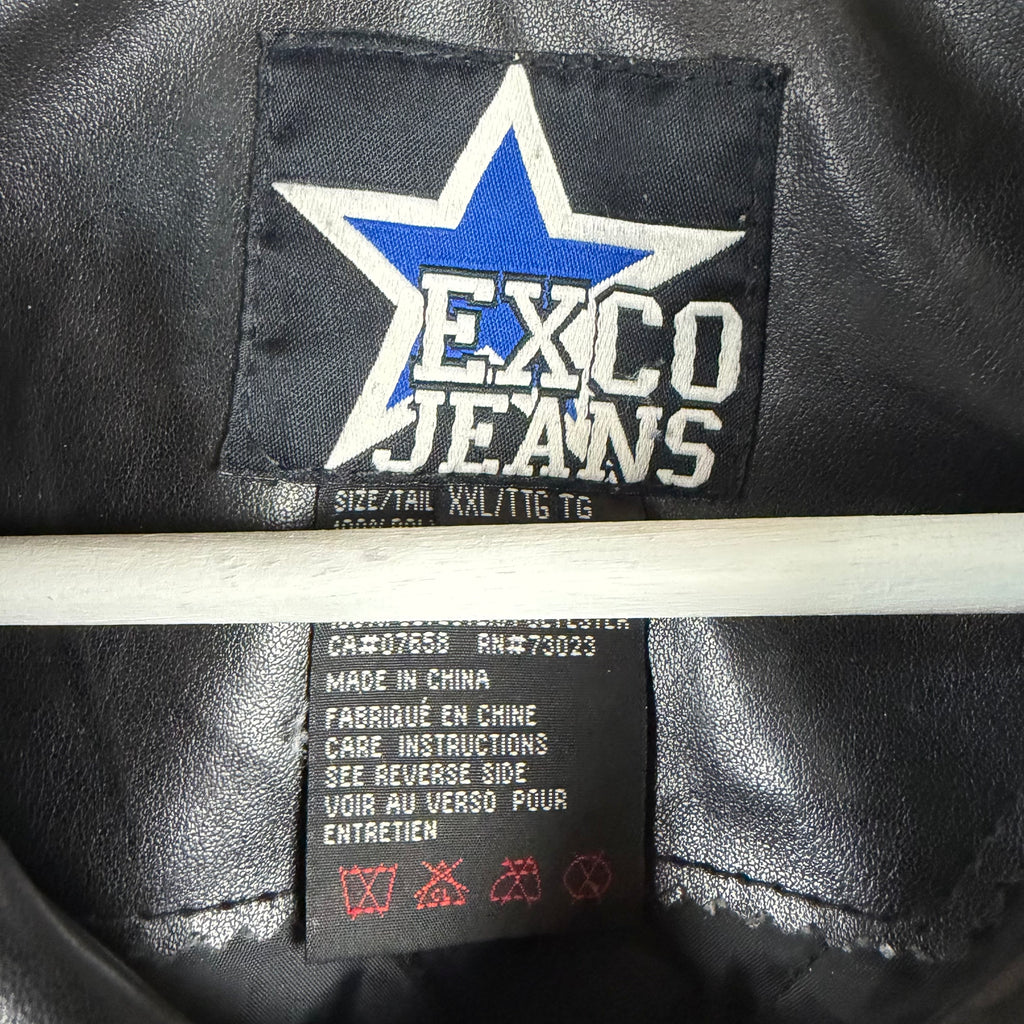 EXCO
JEANS
SIZE/TAIL XXL/TTG TG
CA#07658 RN#73023
MADE IN CHINA
FABRIQUÉ EN CHINE
CARE INSTRUCTIONS
SEE REVERSE SIDE
VOIR AU VERSO POUR
ENTRETIEN